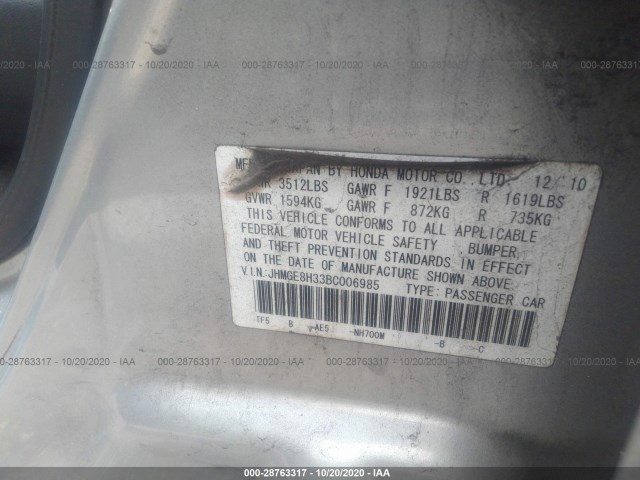 000-28763317 - 10/20/2020 - IAA
MF JAPAN BY HONDA MOTOR CO., LTD. 12/10
3512LBS GAWR F 1921LBS R 1619LBS
GVWR 1594KG GAWR F 872KG R 735KG
THIS VEHICLE CONFORMS TO ALL APPLICABLE
FEDERAL MOTOR VEHICLE SAFETY BUMPER
AND THEFT PREVENTION STANDARDS IN EFFECT
ON THE DATE OF MANUFACTURE SHOWN ABOVE.
V.I.N. JHMGE8H33BC006985 TYPE: PASSENGER CAR
TF5 B AE5 -NH700M -B -C
000-28763317 - 10/20/2020 - IAA